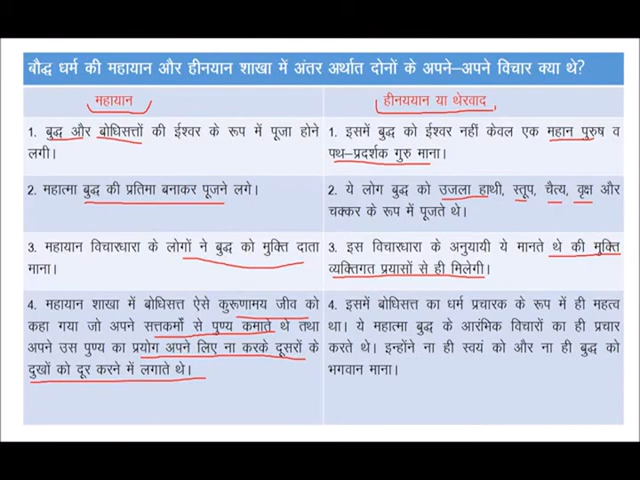 बौद्ध धर्म की महायान और हीनयान शाखा में अंतर अर्थात दोनों के अपने–अपने विचार क्या थे?
महायान
हीनययान या थेरवाद
1. बुद्ध और बोधिसत्तों की ईश्वर के रूप में पूजा होने
लगी।
1. इसमें बुद्ध को ईश्वर नहीं केवल एक महान पुरुष व
पथ–प्रदर्शक गुरु माना।
2. महात्मा बुद्ध की प्रतिमा बनाकर पूजने लगे।
2. ये लोग बुद्ध को उजला हाथी, स्तूप, चैत्य, वृक्ष और
चक्कर के रूप में पूजते थे।
3. महायान विचारधारा के लोगों ने बुद्ध को मुक्ति दाता
माना।
3. इस विचारधारा के अनुयायी ये मानते थे की मुक्ति
व्यक्तिगत प्रयासों से ही मिलेगी।
4. महायान शाखा में बोधिसत्त ऐसे कुरूणामय जीव को
कहा गया जो अपने सत्तकर्मों से पुण्य कमाते थे तथा
अपने उस पुण्य का प्रयोग अपने लिए ना करके दूसरों के
दुखों को दूर करने में लगाते थे।
4. इसमें बोधिसत्त का धर्म प्रचारक के रूप में ही महत्व
था। ये महात्मा बुद्ध के आरंभिक विचारों का ही प्रचार
करते थे। इन्होंने ना ही स्वयं को और ना ही बुद्ध को
भगवान माना।